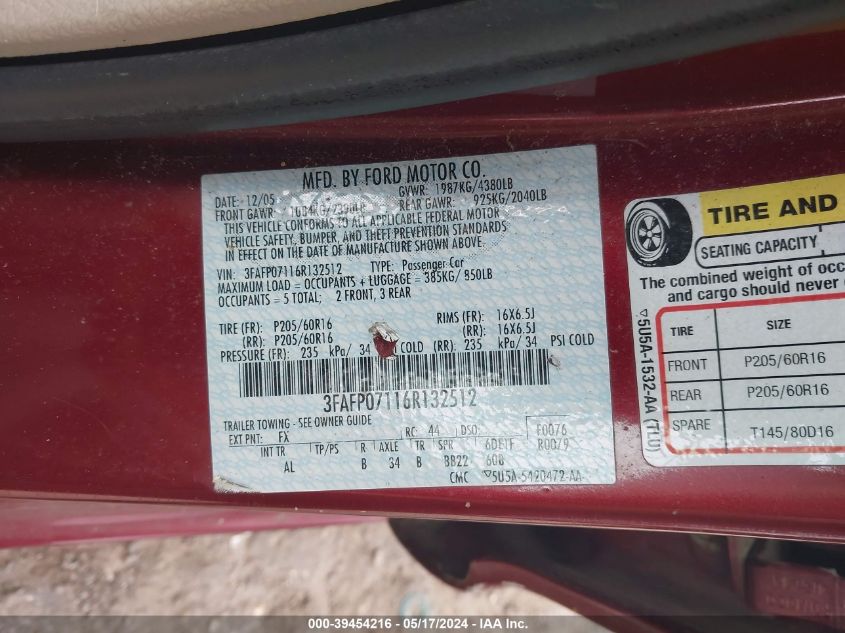 MFD. BY FORD MOTOR CO.
DATE: 12/05 GVWR: 1987KG/4380LB
FRONT GAWR: REAR GAWR: 925KG/2040LB
THIS VEHICLE CONFORMS TO ALL APPLICABLE FEDERAL MOTOR
VEHICLE SAFETY, BUMPER, AND THEFT PREVENTION STANDARDS
IN EFFECT ON THE DATE OF MANUFACTURE SHOWN ABOVE.
VIN: 3FAFP07116R132512 TYPE: Passenger Car
MAXIMUM LOAD = OCCUPANTS + LUGGAGE = 385KG/ 850LB
OCCUPANTS = 5 TOTAL; 2 FRONT, 3 REAR
TIRE (FR): P205/60R16 RIMS (FR): 16X6.5J
(RR): P205/60R16 (RR): 16X6.5J
PRESSURE (FR): 235 kPa/ 34 COLD (RR): 235 kPa/ 34 PSI COLD
3FAFP07116R132512
TRAILER TOWING - SEE OWNER GUIDE
EXT PNT: FX RC: 44 DSO: F0076
R0079
INT TR TP/PS R AXLE TR SPR 6DETF
AL B 34 B BB22 608
CMC ▽5U5A-5420472-AA
TIRE AND
SEATING CAPACITY
The combined weight of occ
and cargo should never
TIRE SIZE
FRONT P205/60R16
REAR P205/60R16
SPARE T145/80D16
▽5U5A-1532-AA (TLU)
000-39454216 - 05/17/2024 - IAA Inc.